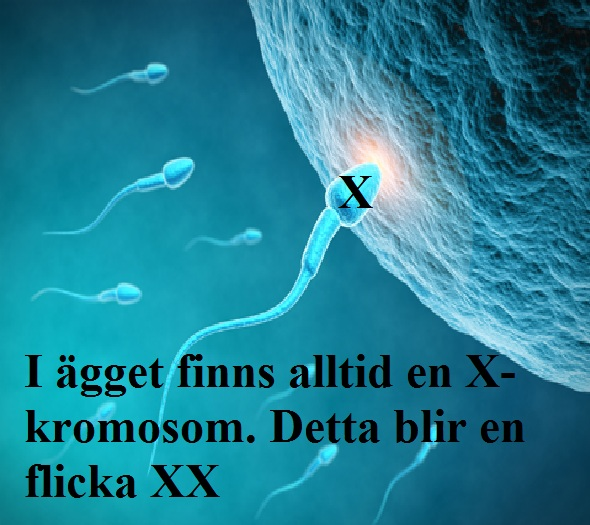 X
I ägget finns alltid en X-
kromosom. Detta blir en
flicka XX